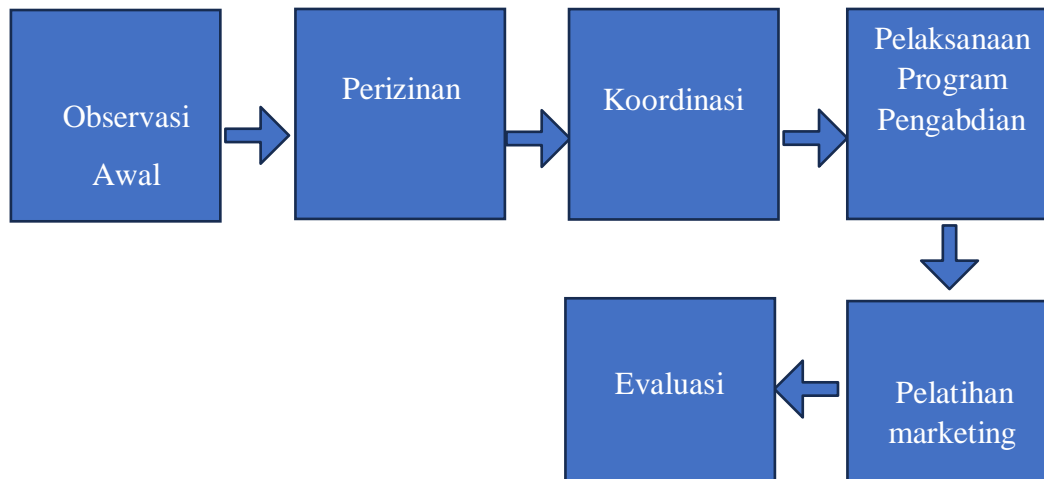 Observasi
Awal
Perizinan
Koordinasi
Pelaksanaan
Program
Pengabdian
Pelatihan
marketing
Evaluasi